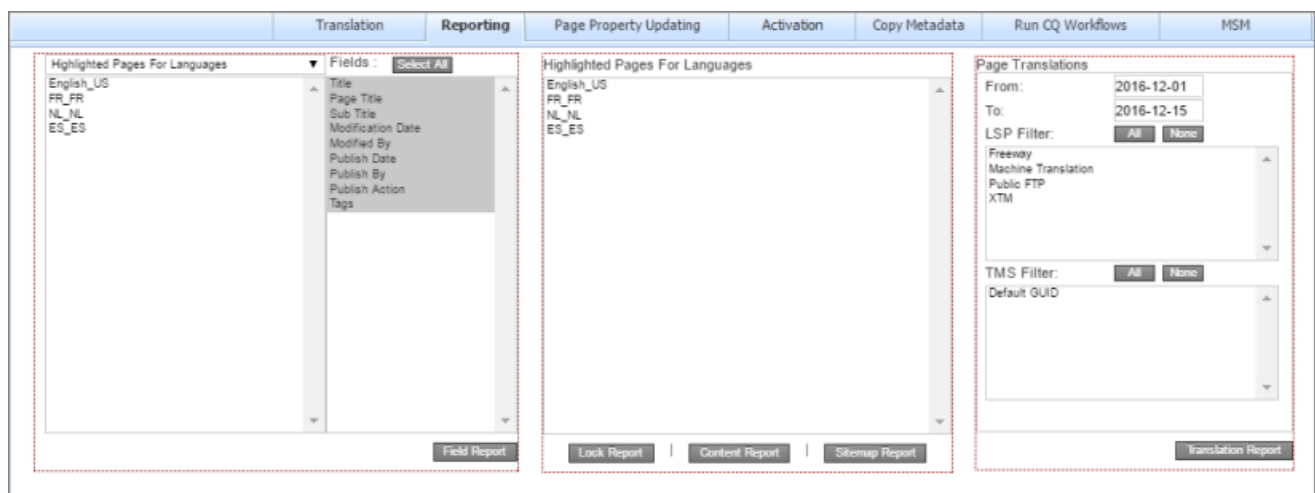 Translation Reporting Page Property Updating Activation Copy Metadata Run CQ Workflows MSM
Highlighted Pages For Languages
English_US
FR_FR
NL_NL
ES_ES
Fields : Select All
Title
Page Title
Sub Title
Modification Date
Modified By
Publish Date
Publish By
Publish Action
Tags
Field Report
Highlighted Pages For Languages
English_US
FR_FR
NL_NL
ES_ES
Lock Report | Content Report | Sitemap Report
Page Translations
From: 2016-12-01
To: 2016-12-15
LSP Filter: All None
Freeway
Machine Translation
Public FTP
XTM
TMS Filter: All None
Default GUID
Translation Report